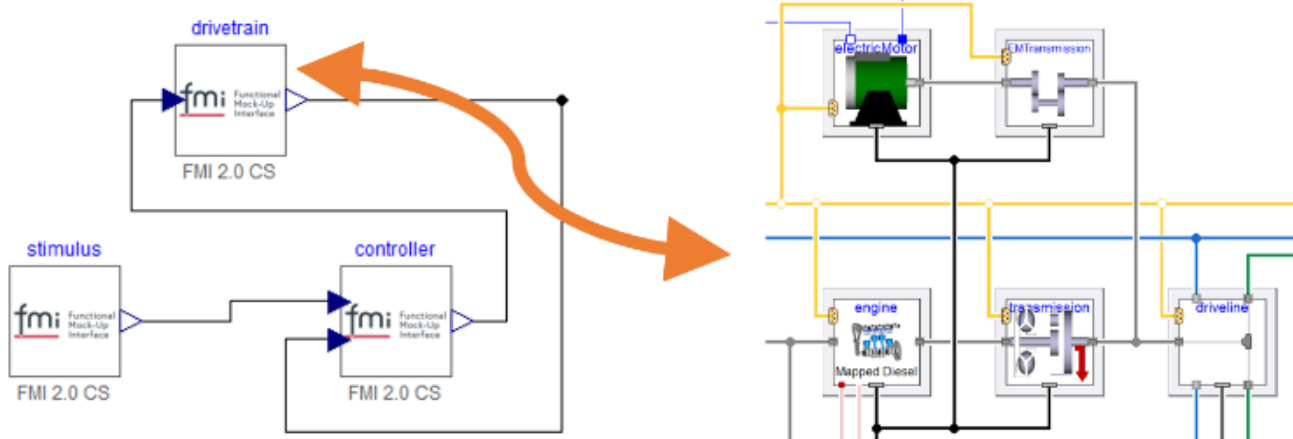 drivetrain
fmi Functional
Mock-Up
Interface
FMI 2.0 CS
stimulus
fmi Functional
Mock-Up
Interface
FMI 2.0 CS
controller
fmi Functional
Mock-Up
Interface
FMI 2.0 CS
electricMotor
EMTransmission
engine
Mapped Diesel
transmission
driveline